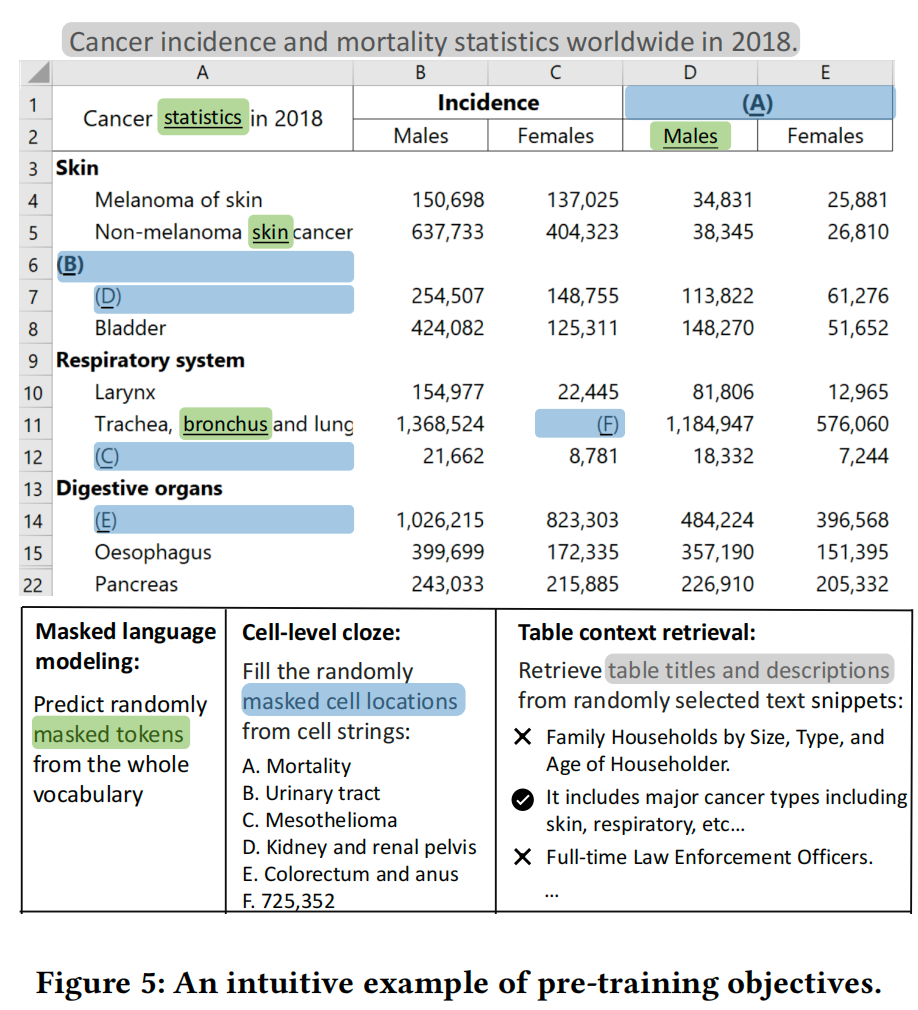 Cancer incidence and mortality statistics worldwide in 2018.
A B C D E
1 Cancer statistics in 2018 Incidence (A)
2 Males Females Males Females
3 Skin
4 Melanoma of skin 150,698 137,025 34,831 25,881
5 Non-melanoma skin cancer 637,733 404,323 38,345 26,810
6 (B)
7 (D) 254,507 148,755 113,822 61,276
8 Bladder 424,082 125,311 148,270 51,652
9 Respiratory system
10 Larynx 154,977 22,445 81,806 12,965
11 Trachea, bronchus and lung 1,368,524 (F) 1,184,947 576,060
12 (C) 21,662 8,781 18,332 7,244
13 Digestive organs
14 (E) 1,026,215 823,303 484,224 396,568
15 Oesophagus 399,699 172,335 357,190 151,395
22 Pancreas 243,033 215,885 226,910 205,332
Masked language
modeling:
Predict randomly
masked tokens
from the whole
vocabulary
Cell-level cloze:
Fill the randomly
masked cell locations
from cell strings:
A. Mortality
B. Urinary tract
C. Mesothelioma
D. Kidney and renal pelvis
E. Colorectum and anus
F. 725,352
Table context retrieval:
Retrieve table titles and descriptions
from randomly selected text snippets:
Family Households by Size, Type, and
Age of Householder.
It includes major cancer types including
skin, respiratory, etc...
Full-time Law Enforcement Officers.
...
Figure 5: An intuitive example of pre-training objectives.